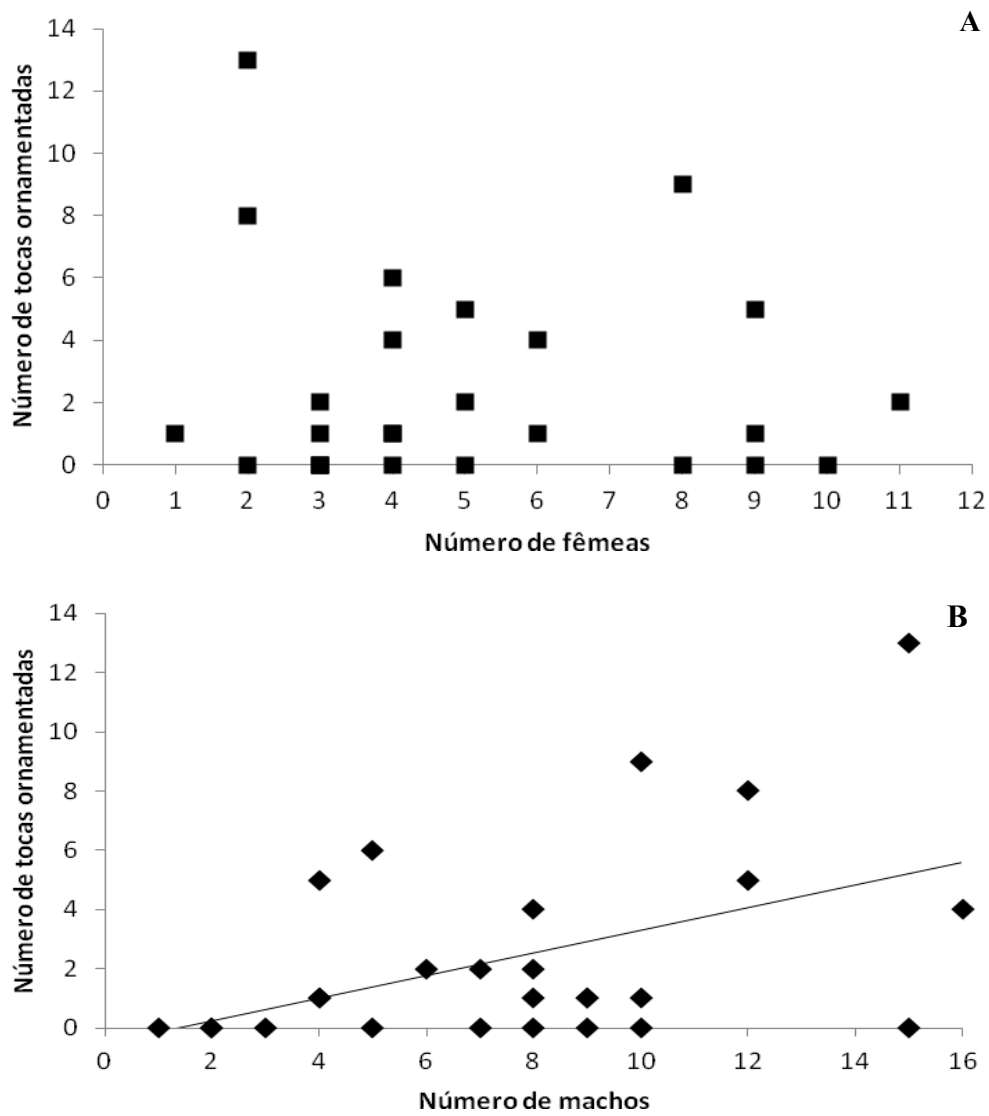 A
Número de tocas ornamentadas
14
12
10
8
6
4
2
0
0 1 2 3 4 5 6 7 8 9 10 11 12
Número de fêmeas
B
Número de tocas ornamentadas
14
12
10
8
6
4
2
0
0 2 4 6 8 10 12 14 16
Número de machos